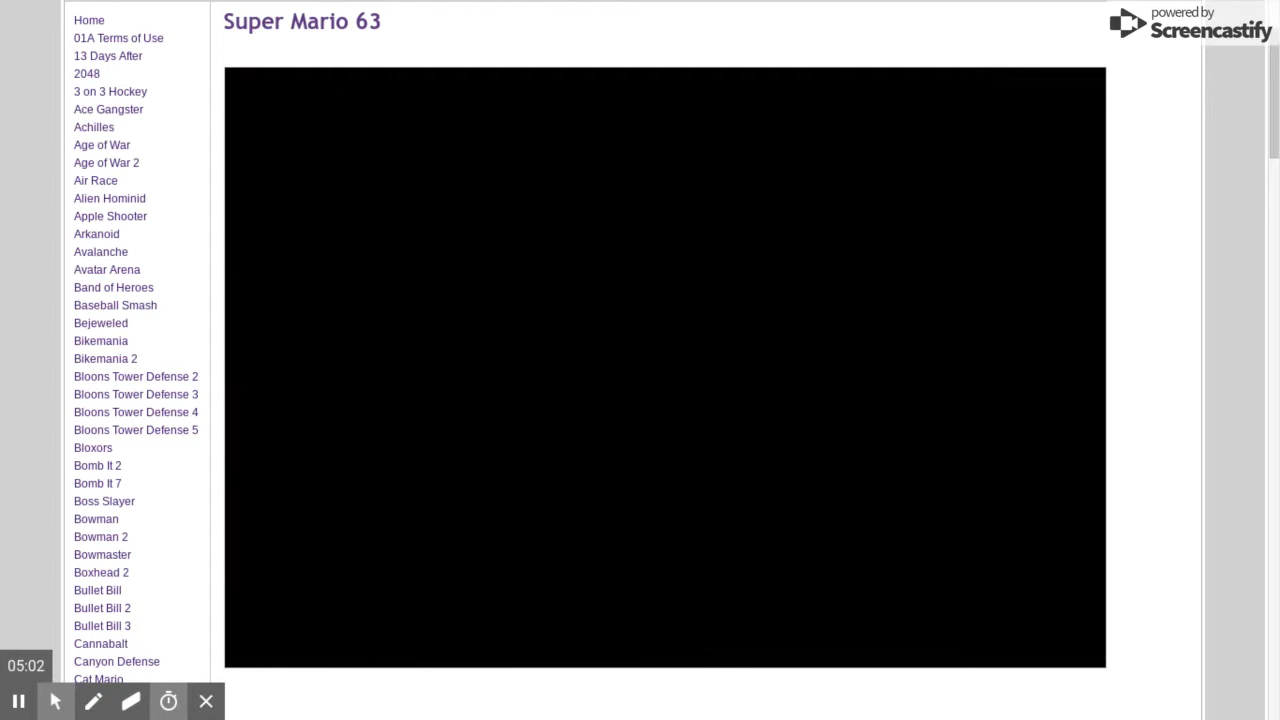 Super Mario 63
powered by
Screencastify
Home
01A Terms of Use
13 Days After
2048
3 on 3 Hockey
Ace Gangster
Achilles
Age of War
Age of War 2
Air Race
Alien Hominid
Apple Shooter
Arkanoid
Avalanche
Avatar Arena
Band of Heroes
Baseball Smash
Bejeweled
Bikemania
Bikemania 2
Bloons Tower Defense 2
Bloons Tower Defense 3
Bloons Tower Defense 4
Bloons Tower Defense 5
Bloxors
Bomb It 2
Bomb It 7
Boss Slayer
Bowman
Bowman 2
Bowmaster
Boxhead 2
Bullet Bill
Bullet Bill 2
Bullet Bill 3
Cannabalt
Canyon Defense
Cat Mario
05:02